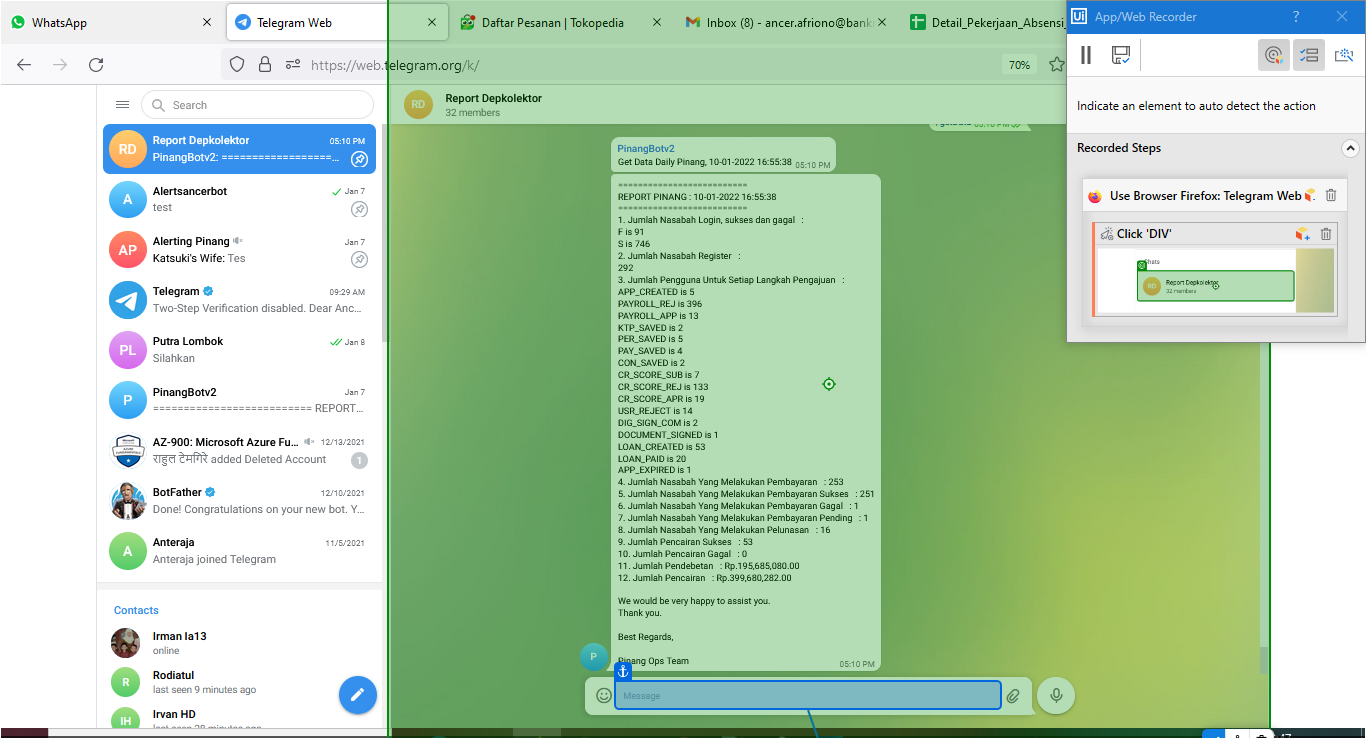 WhatsApp
Telegram Web
Daftar Pesanan | Tokopedia
Inbox (8) - ancer.afriono@bank
Detail_Pekerjaan_Absensi_
https://web.telegram.org/k/
70%
Search
Report Depkolektor
05:10 PM
PinangBotv2: ==================...
Alertsancerbot
Jan 7
test
Alerting Pinang
Jan 7
Katsuki's Wife: Tes
Telegram
09:29 AM
Two-Step Verification disabled. Dear Anc...
Putra Lombok
Jan 8
Silahkan
PinangBotv2
Jan 7
========================== REPORT...
AZ-900: Microsoft Azure Fu...
12/13/2021
राहुल टेमगिरे added Deleted Account
1
BotFather
12/10/2021
Done! Congratulations on your new bot. Y...
Anteraja
11/5/2021
Anteraja joined Telegram
Contacts
Irman Ia13
online
Rodiatul
last seen 9 minutes ago
Irvan HD
RD
A
AP
PL
P
A
R
IH
RD
Report Depkolektor
32 members
PinangBotv2
Get Data Daily Pinang, 10-01-2022 16:55:38
05:10 PM
==========================
REPORT PINANG : 10-01-2022 16:55:38
==========================
1. Jumlah Nasabah Login, sukses dan gagal :
F is 91
S is 746
2. Jumlah Nasabah Register :
292
3. Jumlah Pengguna Untuk Setiap Langkah Pengajuan :
APP_CREATED is 5
PAYROLL_REJ is 396
PAYROLL_APP is 13
KTP_SAVED is 2
PER_SAVED is 5
PAY_SAVED is 4
CON_SAVED is 2
CR_SCORE_SUB is 7
CR_SCORE_REJ is 133
CR_SCORE_APR is 19
USR_REJECT is 14
DIG_SIGN_COM is 2
DOCUMENT_SIGNED is 1
LOAN_CREATED is 53
LOAN_PAID is 20
APP_EXPIRED is 1
4. Jumlah Nasabah Yang Melakukan Pembayaran : 253
5. Jumlah Nasabah Yang Melakukan Pembayaran Sukses : 251
6. Jumlah Nasabah Yang Melakukan Pembayaran Gagal : 1
7. Jumlah Nasabah Yang Melakukan Pembayaran Pending : 1
8. Jumlah Nasabah Yang Melakukan Pelunasan : 16
9. Jumlah Pencairan Sukses : 53
10. Jumlah Pencairan Gagal : 0
11. Jumlah Pendebetan : Rp.195,685,080.00
12. Jumlah Pencairan : Rp.399,680,282.00
We would be very happy to assist you.
Thank you.
Best Regards,
Pinang Ops Team
05:10 PM
P
Message
Ui App/Web Recorder
?
Indicate an element to auto detect the action
Recorded Steps
Use Browser Firefox: Telegram Web
Click 'DIV'
RD
Report Depkolektor
32 members